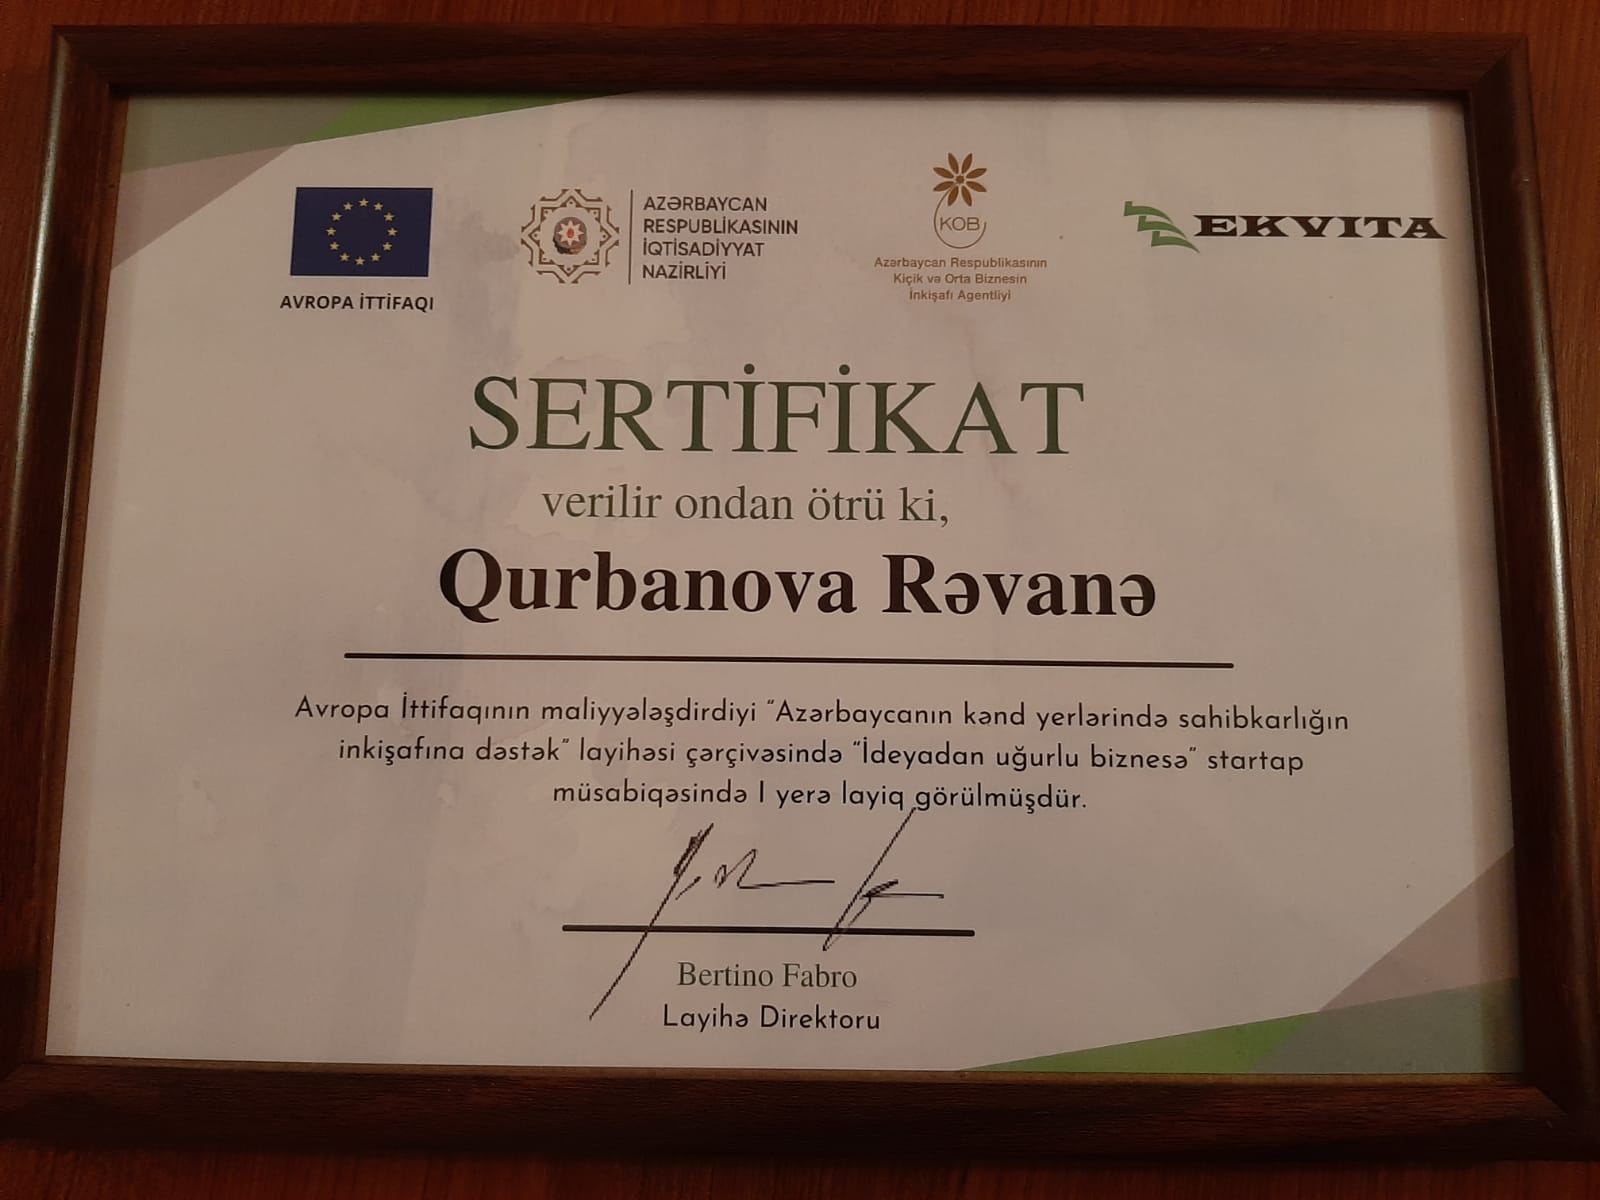 AVROPA İTTİFAQI
AZƏRBAYCAN
RESPUBLİKASININ
İQTİSADİYYAT
NAZİRLİYİ
KOB
Azərbaycan Respublikasının
Kiçik və Orta Biznesin
İnkişafı Agentliyi
EKVITA
SERTİFİKAT
verilir ondan ötrü ki,
Qurbanova Rəvanə
Avropa İttifaqının maliyyələşdirdiyi "Azərbaycanın kənd yerlərində sahibkarlığın
inkişafına dəstək" layihəsi çərçivəsində "İdeyadan uğurlu biznesə" startap
müsabiqəsində I yerə layiq görülmüşdür.
Bertino Fabro
Layihə Direktoru